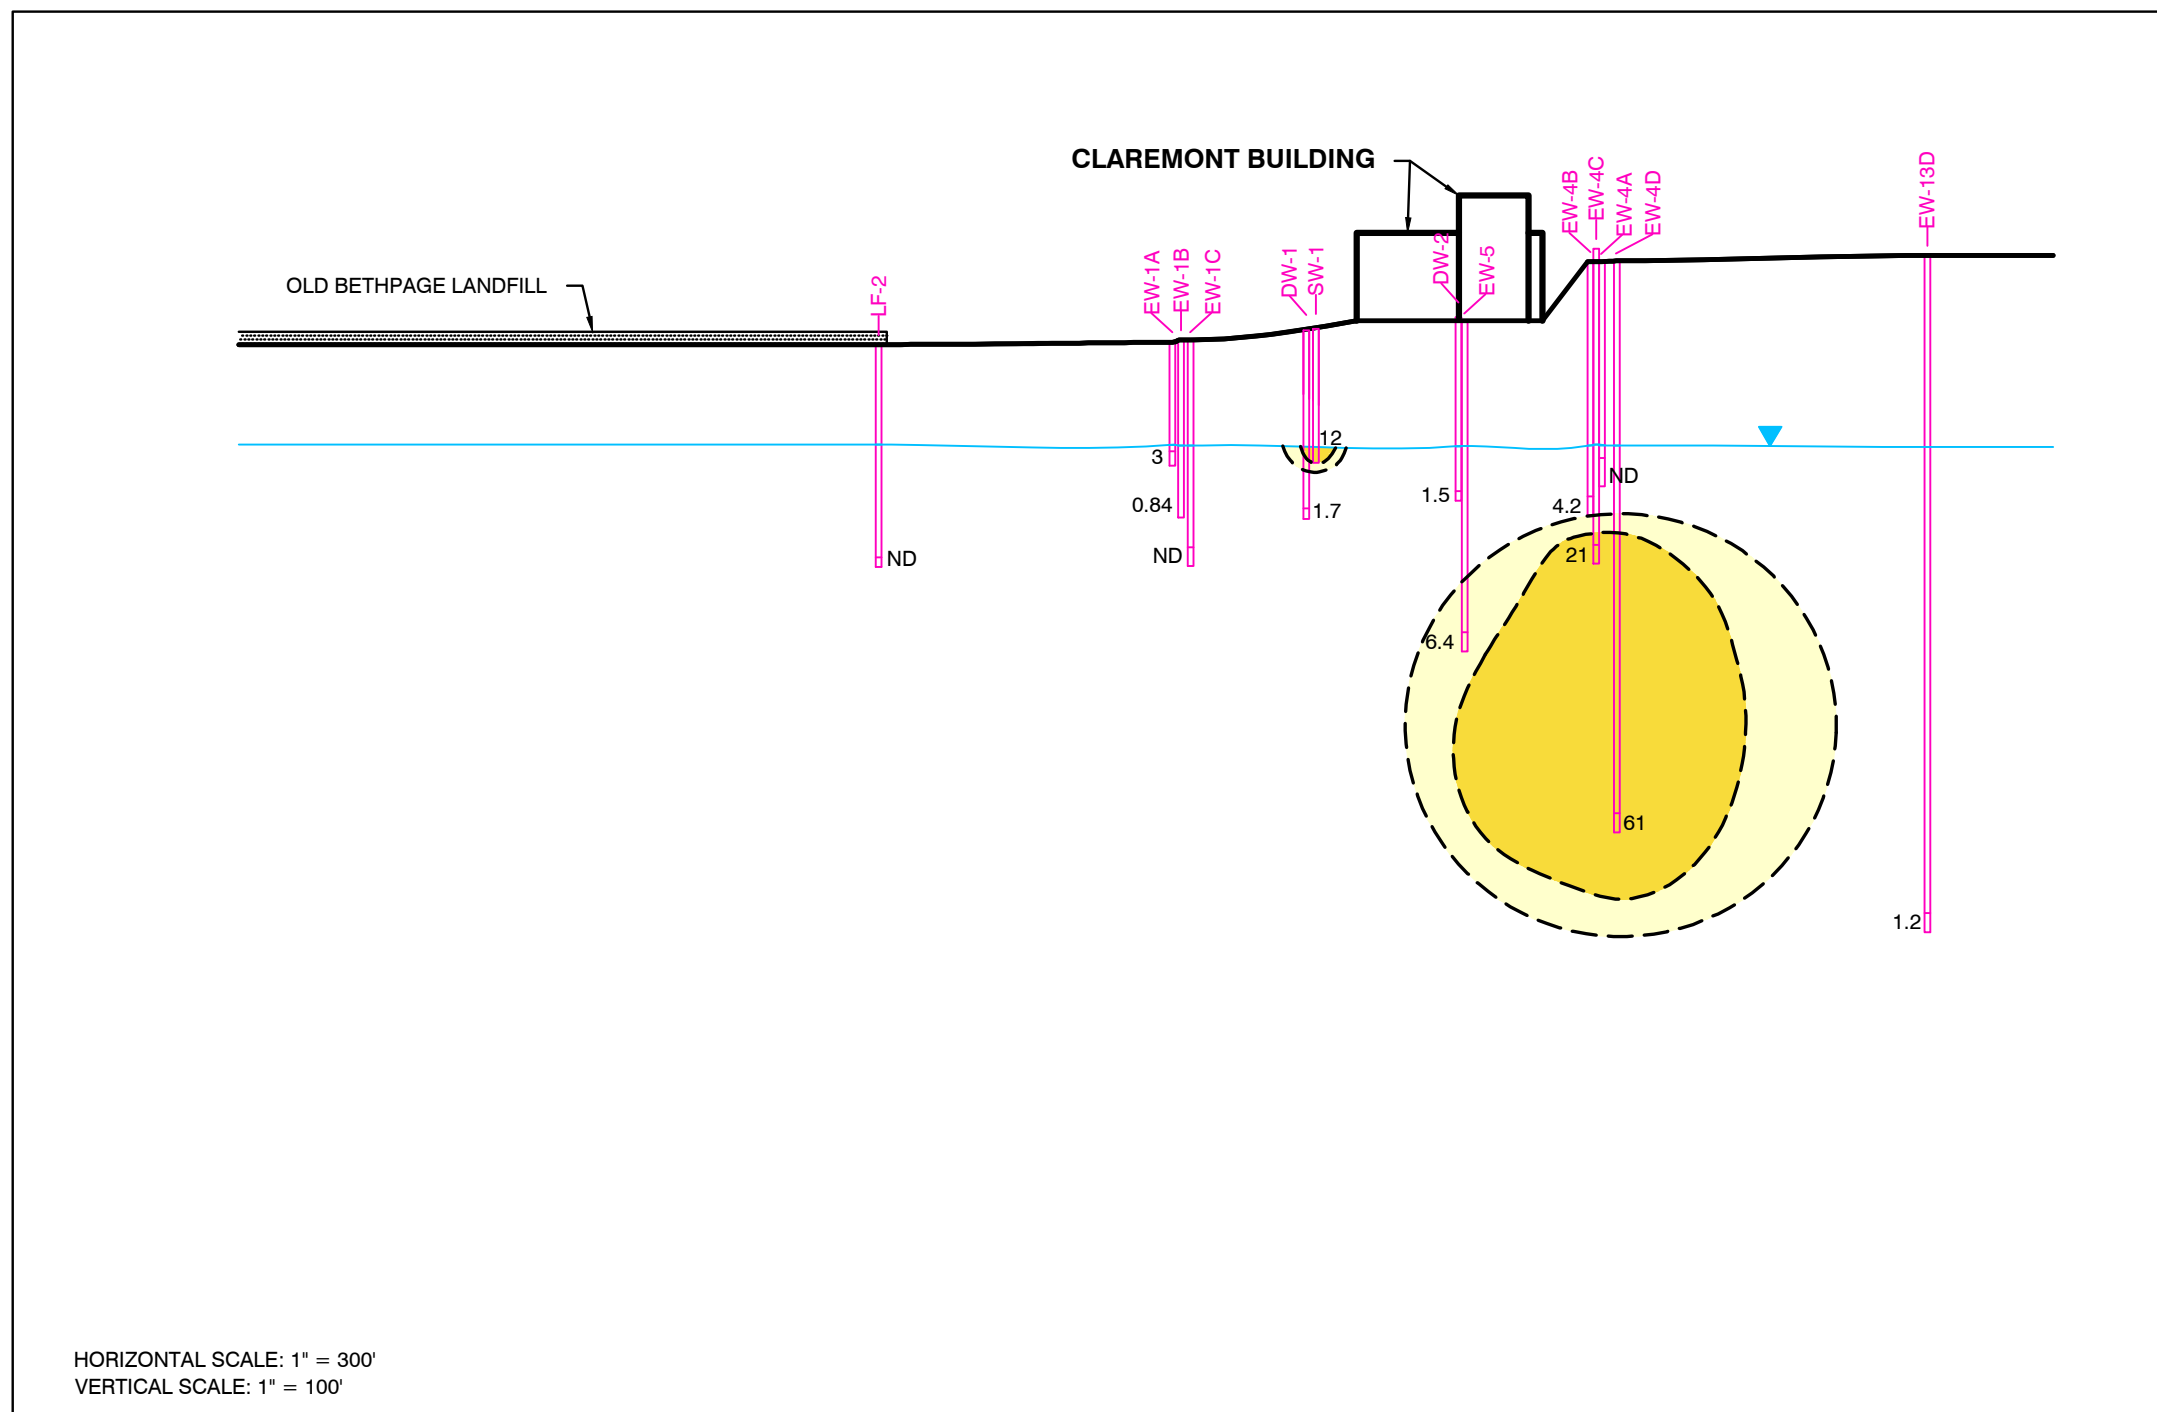 CLAREMONT BUILDING
OLD BETHPAGE LANDFILL
LF-2
EW-1A
EW-1B
EW-1C
DW-1
SW-1
DW-2
EW-5
EW-4B
EW-4C
EW-4A
EW-4D
EW-13D
12
3
ND
1.5
0.84
4.2
1.7
21
ND
ND
6.4
61
1.2
HORIZONTAL SCALE: 1" = 300'
VERTICAL SCALE: 1" = 100'